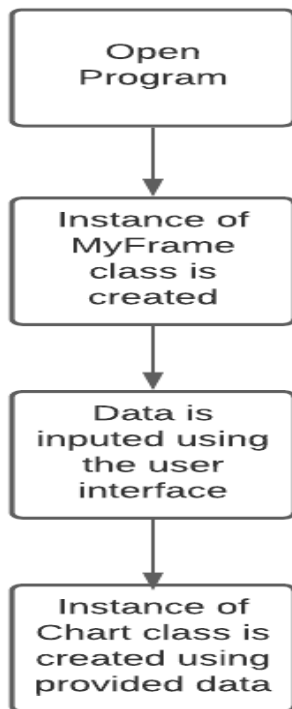 Open
Program
Instance of
MyFrame
class is
created
Data is
inputed using
the user
interface
Instance of
Chart class is
created using
provided data